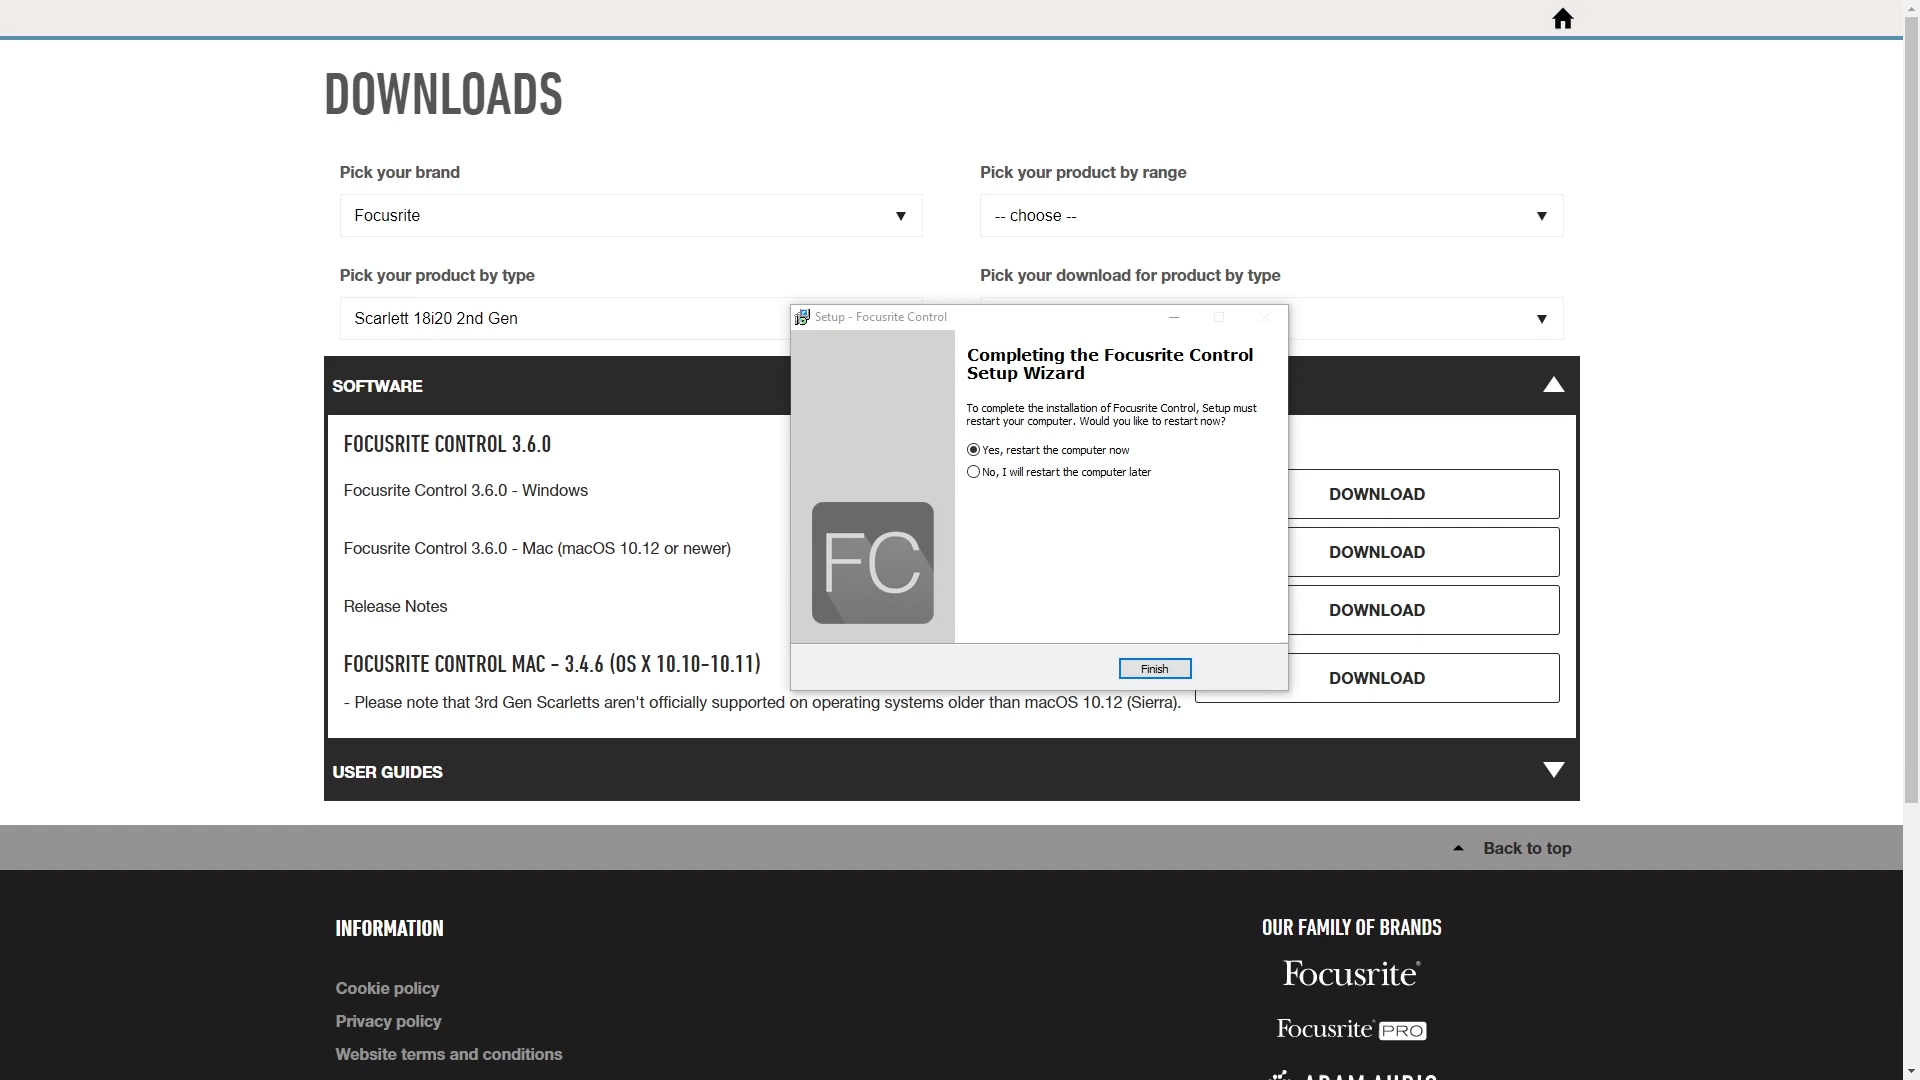 DOWNLOADS
Pick your brand
Pick your product by range
Focusrite
-- choose --
Pick your product by type
Pick your download for product by type
Scarlett 18i20 2nd Gen
Setup - Focusrite Control
Completing the Focusrite Control
Setup Wizard
To complete the installation of Focusrite Control, Setup must
restart your computer. Would you like to restart now?
Yes, restart the computer now
No, I will restart the computer later
FC
Finish
SOFTWARE
FOCUSRITE CONTROL 3.6.0
Focusrite Control 3.6.0 - Windows
DOWNLOAD
Focusrite Control 3.6.0 - Mac (macOS 10.12 or newer)
DOWNLOAD
Release Notes
DOWNLOAD
FOCUSRITE CONTROL MAC - 3.4.6 (OS X 10.10-10.11)
DOWNLOAD
- Please note that 3rd Gen Scarletts aren't officially supported on operating systems older than macOS 10.12 (Sierra).
USER GUIDES
Back to top
INFORMATION
Cookie policy
Privacy policy
Website terms and conditions
OUR FAMILY OF BRANDS
Focusrite®
Focusrite PRO
ADAM AUDIO